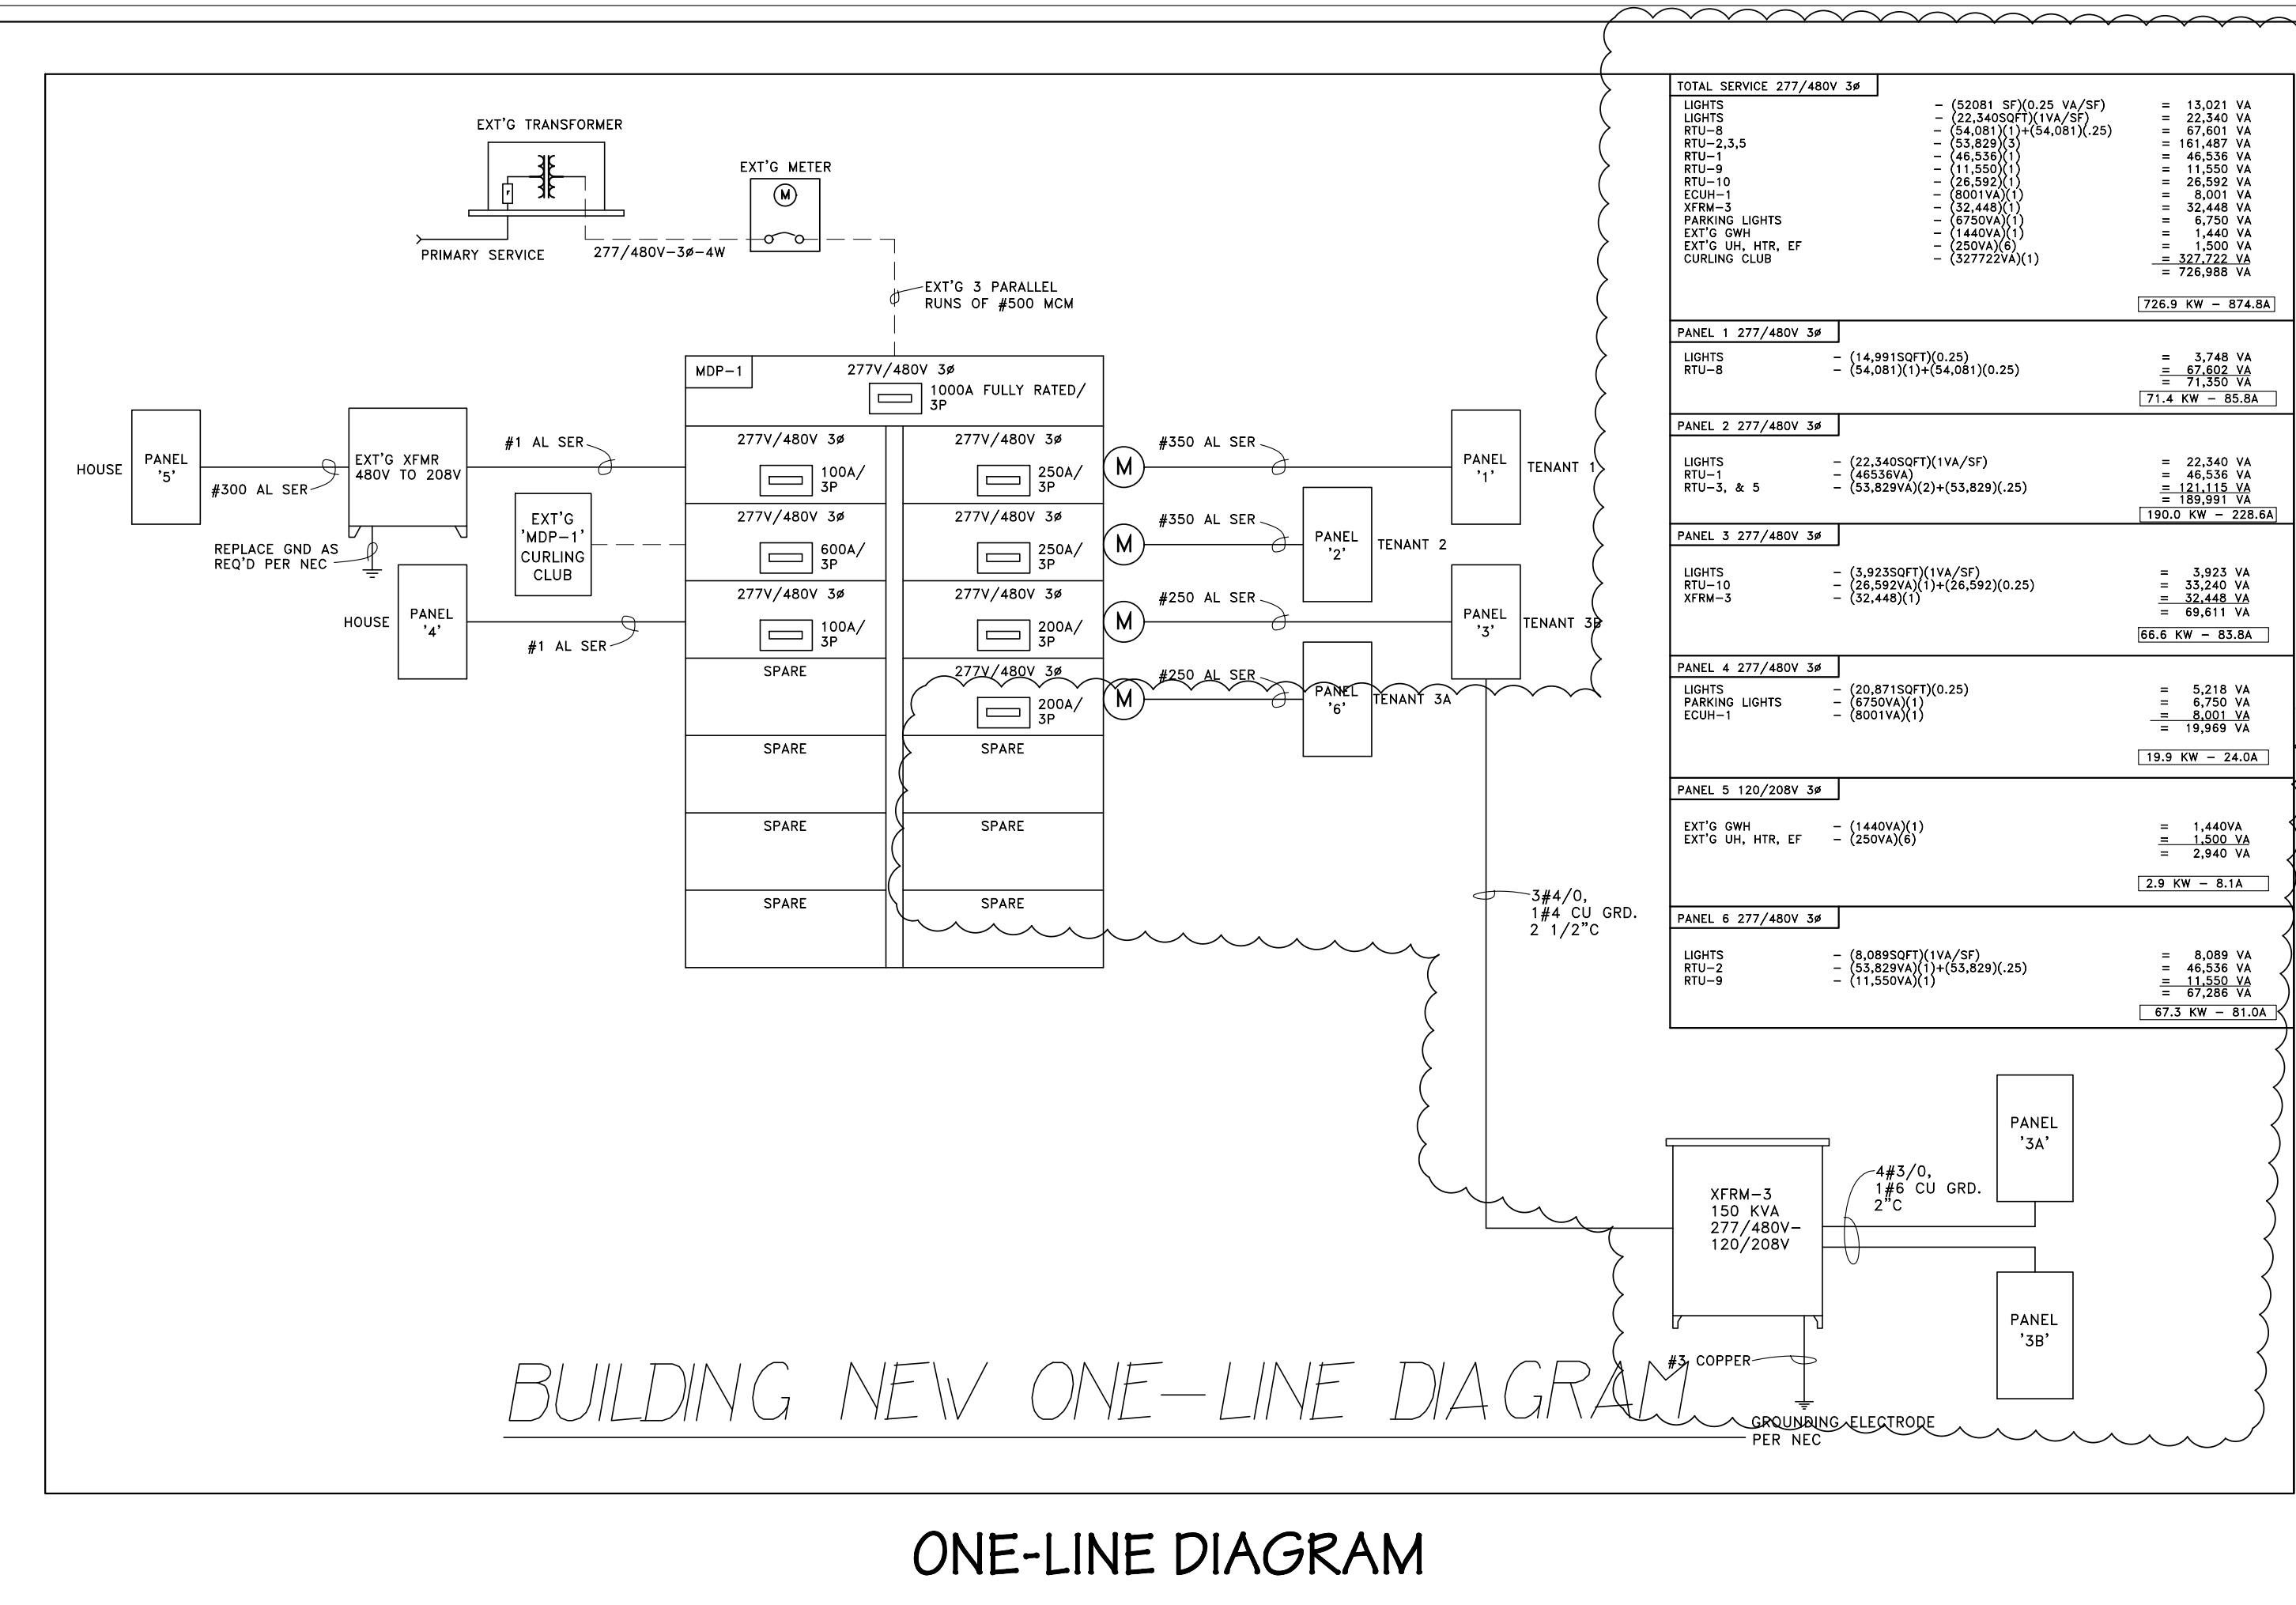 EXT'G TRANSFORMER
PRIMARY SERVICE
277/480V-3ø-4W
EXT'G METER
M
EXT'G 3 PARALLEL
RUNS OF #500 MCM
MDP-1
277V/480V 3ø
1000A FULLY RATED/
3P
277V/480V 3ø
100A/
3P
277V/480V 3ø
600A/
3P
277V/480V 3ø
100A/
3P
SPARE
SPARE
SPARE
SPARE
277V/480V 3ø
250A/
3P
277V/480V 3ø
250A/
3P
277V/480V 3ø
200A/
3P
277V/480V 3ø
200A/
3P
SPARE
SPARE
SPARE
HOUSE
PANEL
'5'
#300 AL SER
EXT'G XFMR
480V TO 208V
#1 AL SER
REPLACE GND AS
REQ'D PER NEC
EXT'G
'MDP-1'
CURLING
CLUB
HOUSE
PANEL
'4'
#1 AL SER
M
#350 AL SER
PANEL
'1'
TENANT 1
M
#350 AL SER
PANEL
'2'
TENANT 2
M
#250 AL SER
PANEL
'3'
TENANT 3B
M
#250 AL SER
PANEL
'6'
TENANT 3A
3#4/0,
1#4 CU GRD.
2 1/2"C
TOTAL SERVICE 277/480V 3ø
LIGHTS - (52081 SF)(0.25 VA/SF) = 13,021 VA
LIGHTS - (22,340SQFT)(1VA/SF) = 22,340 VA
RTU-8 - (54,081)(1)+(54,081)(.25) = 67,601 VA
RTU-2,3,5 - (53,829)(3) = 161,487 VA
RTU-1 - (46,536)(1) = 46,536 VA
RTU-9 - (11,550)(1) = 11,550 VA
RTU-10 - (26,592)(1) = 26,592 VA
ECUH-1 - (8001VA)(1) = 8,001 VA
XFRM-3 - (32,448)(1) = 32,448 VA
PARKING LIGHTS - (6750VA)(1) = 6,750 VA
EXT'G GWH - (1440VA)(1) = 1,440 VA
EXT'G UH, HTR, EF - (250VA)(6) = 1,500 VA
CURLING CLUB - (327722VA)(1) = 327,722 VA
= 726,988 VA
726.9 KW - 874.8A
PANEL 1 277/480V 3ø
LIGHTS - (14,991SQFT)(0.25) = 3,748 VA
RTU-8 - (54,081)(1)+(54,081)(0.25) = 67,602 VA
= 71,350 VA
71.4 KW - 85.8A
PANEL 2 277/480V 3ø
LIGHTS - (22,340SQFT)(1VA/SF) = 22,340 VA
RTU-1 - (46536VA) = 46,536 VA
RTU-3, & 5 - (53,829VA)(2)+(53,829)(.25) = 121,115 VA
= 189,991 VA
190.0 KW - 228.6A
PANEL 3 277/480V 3ø
LIGHTS - (3,923SQFT)(1VA/SF) = 3,923 VA
RTU-10 - (26,592VA)(1)+(26,592)(0.25) = 33,240 VA
XFRM-3 - (32,448)(1) = 32,448 VA
= 69,611 VA
66.6 KW - 83.8A
PANEL 4 277/480V 3ø
LIGHTS - (20,871SQFT)(0.25) = 5,218 VA
PARKING LIGHTS - (6750VA)(1) = 6,750 VA
ECUH-1 - (8001VA)(1) = 8,001 VA
= 19,969 VA
19.9 KW - 24.0A
PANEL 5 120/208V 3ø
EXT'G GWH - (1440VA)(1) = 1,440VA
EXT'G UH, HTR, EF - (250VA)(6) = 1,500 VA
= 2,940 VA
2.9 KW - 8.1A
PANEL 6 277/480V 3ø
LIGHTS - (8,089SQFT)(1VA/SF) = 8,089 VA
RTU-2 - (53,829VA)(1)+(53,829)(.25) = 46,536 VA
RTU-9 - (11,550VA)(1) = 11,550 VA
= 67,286 VA
67.3 KW - 81.0A
XFRM-3
150 KVA
277/480V-
120/208V
4#3/0,
1#6 CU GRD.
2"C
PANEL
'3A'
PANEL
'3B'
#3 COPPER
GROUNDING ELECTRODE
PER NEC
BUILDING NEW ONE-LINE DIAGRAM
ONE-LINE DIAGRAM